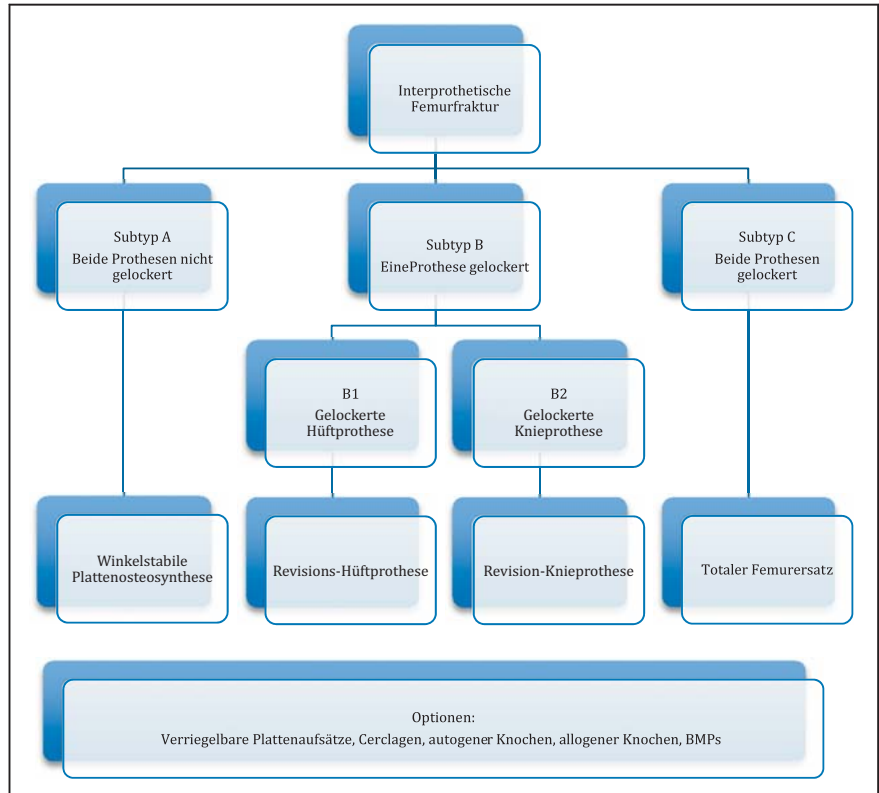 Interprothetische
Femurfraktur
Subtyp A
Beide Prothesen nicht
gelockert
Subtyp B
EineProthese gelockert
Subtyp C
Beide Prothesen
gelockert
B1
Gelockerte
Hüftprothese
B2
Gelockerte
Knieprothese
Winkelstabile
Plattenosteosynthese
Revisions-Hüftprothese
Revision-Knieprothese
Totaler Femurersatz
Optionen:
Verriegelbare Plattenaufsätze, Cerclagen, autogener Knochen, allogener Knochen, BMPs